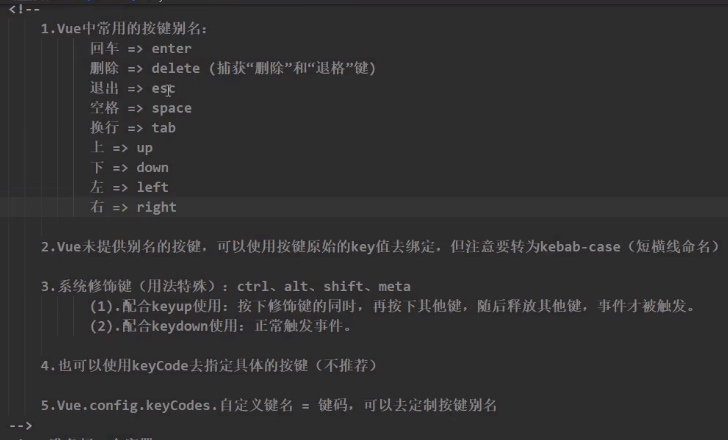 <!--
1.Vue中常用的按键别名：
回车 => enter
删除 => delete (捕获“删除”和“退格”键)
退出 => esc
空格 => space
换行 => tab
上 => up
下 => down
左 => left
右 => right
2.Vue未提供别名的按键，可以使用按键原始的key值去绑定，但注意要转为kebab-case（短横线命名）
3.系统修饰键（用法特殊）：ctrl、alt、shift、meta
(1).配合keyup使用：按下修饰键的同时，再按下其他键，随后释放其他键，事件才被触发。
(2).配合keydown使用：正常触发事件。
4.也可以使用keyCode去指定具体的按键（不推荐）
5.Vue.config.keyCodes.自定义键名 = 键码，可以去定制按键别名
-->